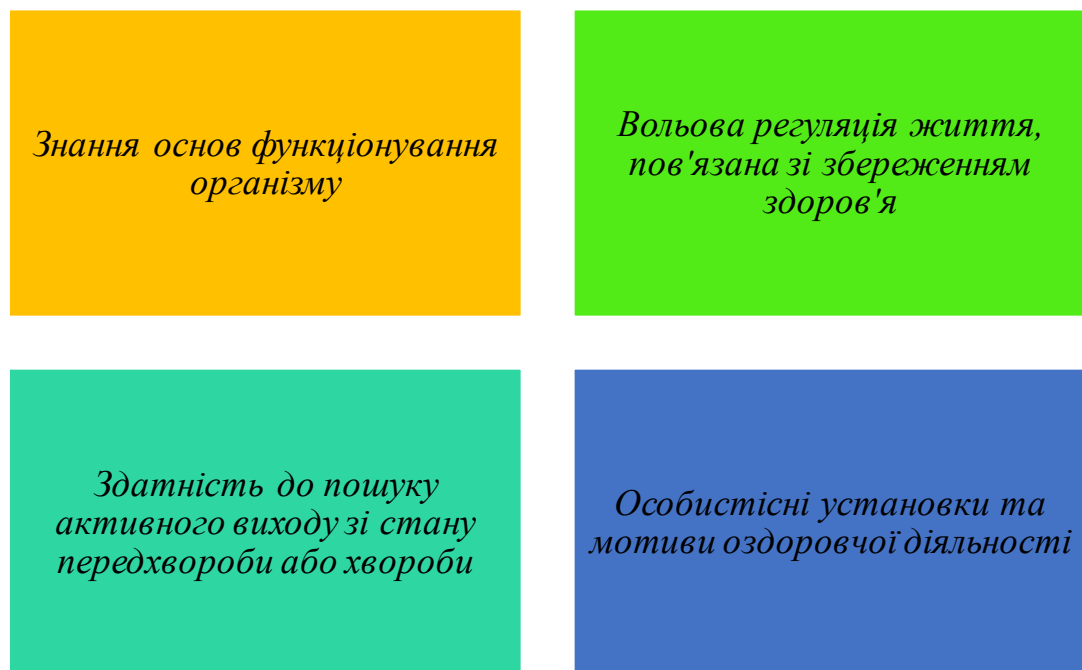 Знання основ функціонування
організму
Вольова регуляція життя,
пов'язана зі збереженням
здоров'я
Здатність до пошуку
активного виходу зі стану
передхвороби або хвороби
Особистісні установки та
мотиви оздоровчої діяльності